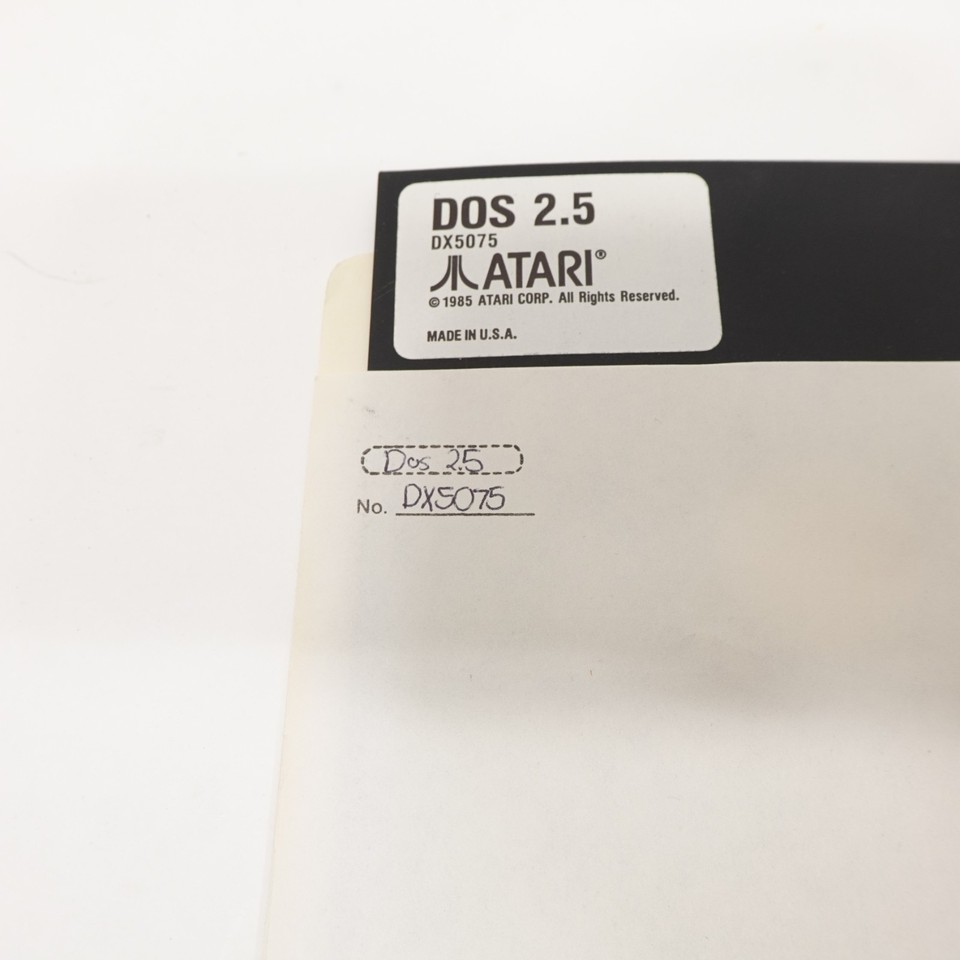 DOS 2.5
DX5075
ATARI®
© 1985 ATARI CORP. All Rights Reserved.
MADE IN U.S.A.
Dos 2.5
No. DX5075